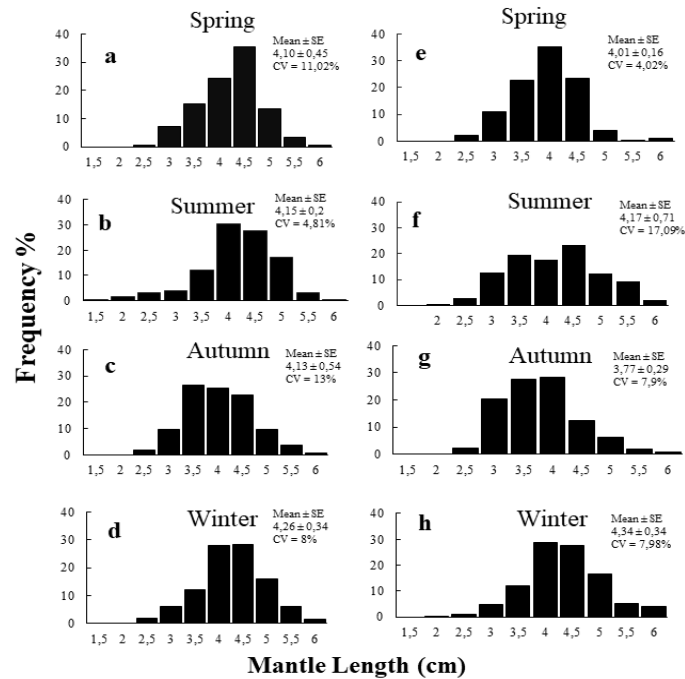 Spring
a
Mean ± SE
4,10 ± 0,45
CV = 11,02%
40
30
20
10
0
1,5 2 2,5 3 3,5 4 4,5 5 5,5 6
Spring
e
Mean ± SE
4,01 ± 0,16
CV = 4,02%
40
30
20
10
0
1,5 2 2,5 3 3,5 4 4,5 5 5,5 6
Summer
b
Mean ± SE
4,15 ± 0,2
CV = 4,81%
40
30
20
10
0
1,5 2 2,5 3 3,5 4 4,5 5 5,5 6
Summer
f
Mean ± SE
4,17 ± 0,71
CV = 17,09%
40
30
20
10
0
2 2,5 3 3,5 4 4,5 5 5,5 6
Autumn
c
Mean ± SE
4,13 ± 0,54
CV = 13%
40
30
20
10
0
1,5 2 2,5 3 3,5 4 4,5 5 5,5 6
Autumn
g
Mean ± SE
3,77 ± 0,29
CV = 7,9%
40
30
20
10
0
1,5 2 2,5 3 3,5 4 4,5 5 5,5 6
Winter
d
Mean ± SE
4,26 ± 0,34
CV = 8%
40
30
20
10
0
1,5 2 2,5 3 3,5 4 4,5 5 5,5 6
Winter
h
Mean ± SE
4,34 ± 0,34
CV = 7,98%
40
30
20
10
0
1,5 2 2,5 3 3,5 4 4,5 5 5,5 6
Frequency %
Mantle Length (cm)